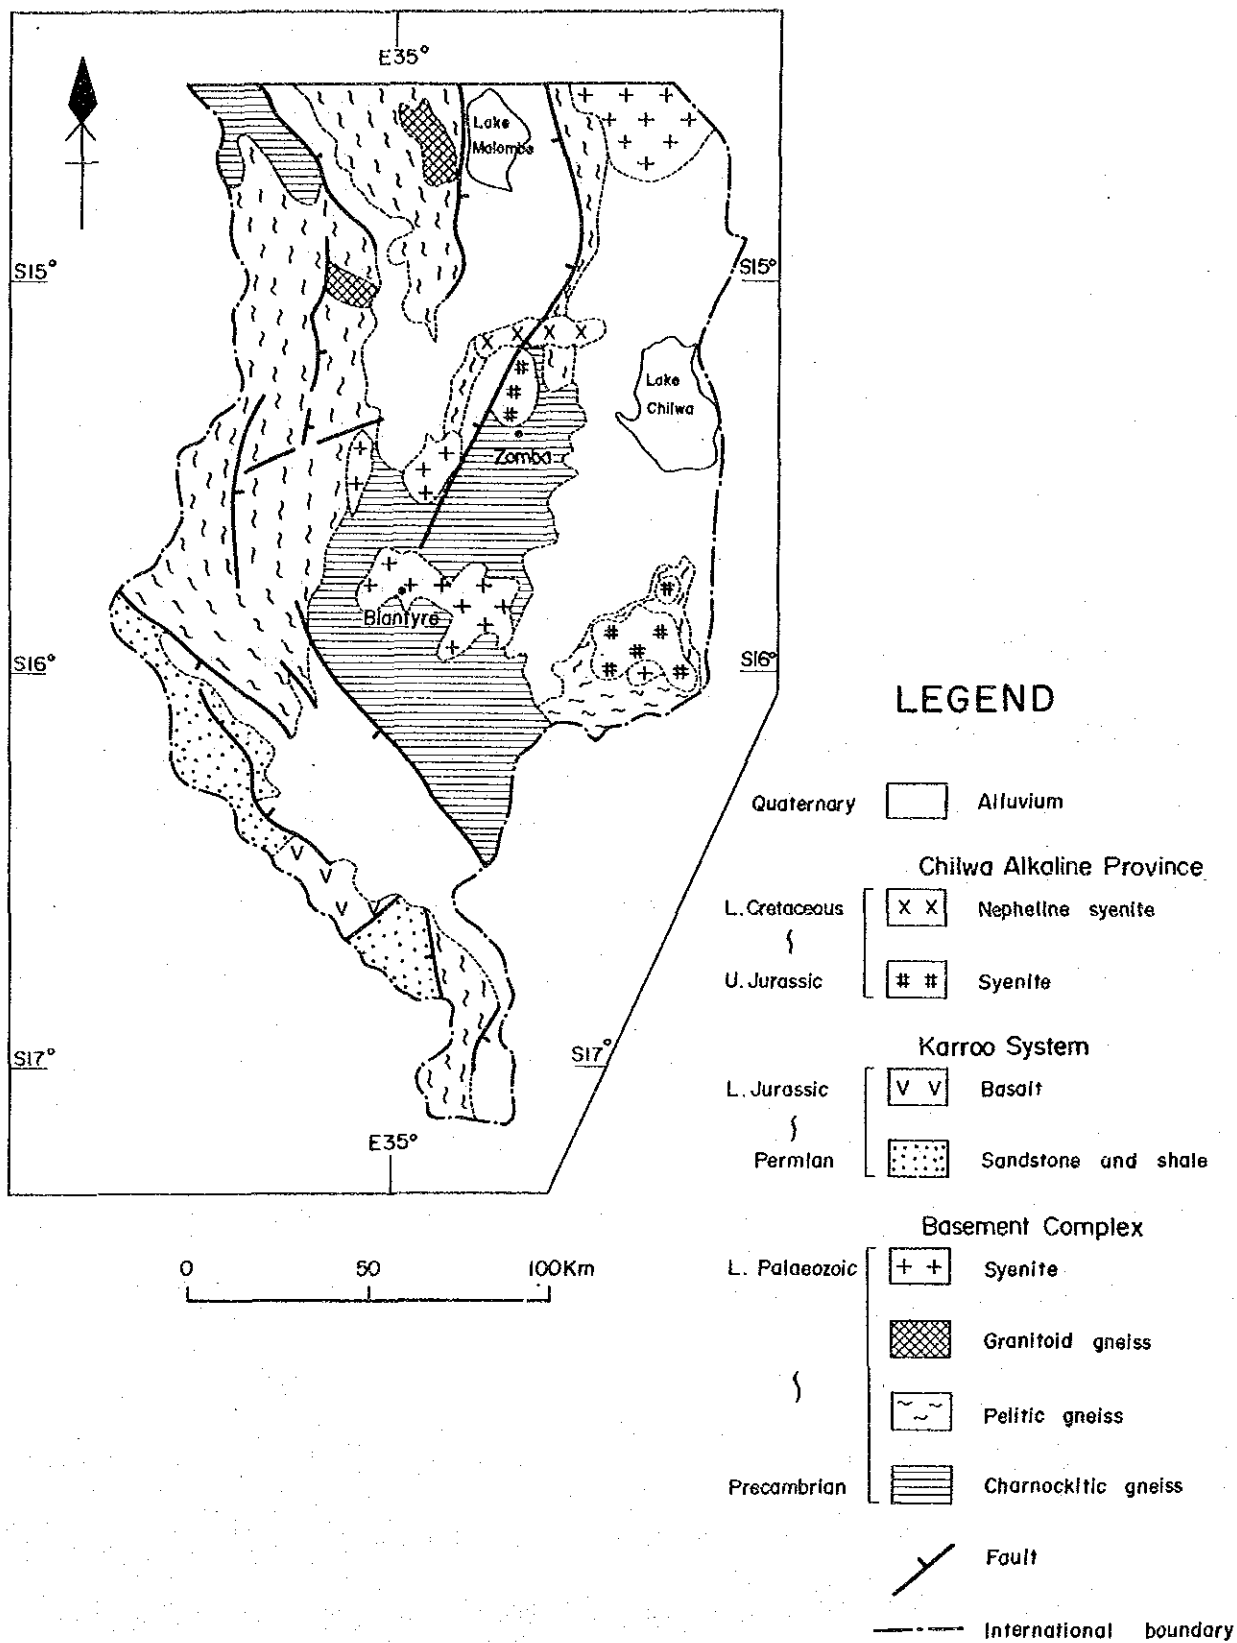 E35°
Lake
Malombe
S15° S15°
Lake
Chilwa
Zomba
Blantyre
S16° S16°
S17° S17°
E35°
0 50 100Km
LEGEND
Quaternary Alluvium
Chilwa Alkaline Province
L. Cretaceous X X Nepheline syenite
U. Jurassic # # Syenite
Karroo System
L. Jurassic V V Basalt
Permian Sandstone and shale
Basement Complex
L. Palaeozoic + + Syenite
Granitoid gneiss
Pelitic gneiss
Precambrian Charnockitic gneiss
Fault
International boundary